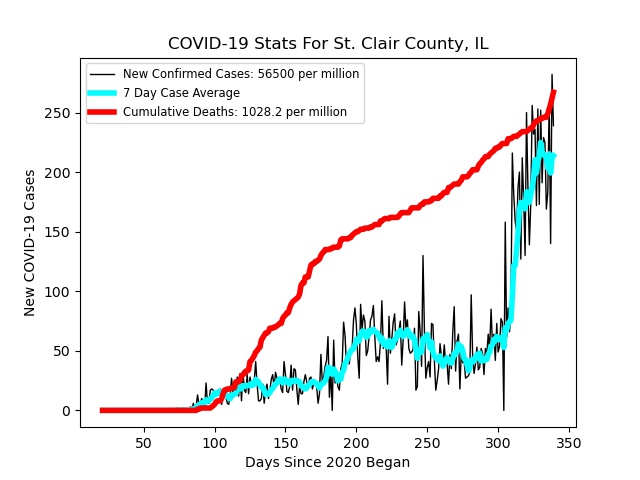 COVID-19 Stats For St. Clair County, IL
New Confirmed Cases: 56500 per million
7 Day Case Average
Cumulative Deaths: 1028.2 per million
New COVID-19 Cases
250
200
150
100
50
0
50 100 150 200 250 300 350
Days Since 2020 Began